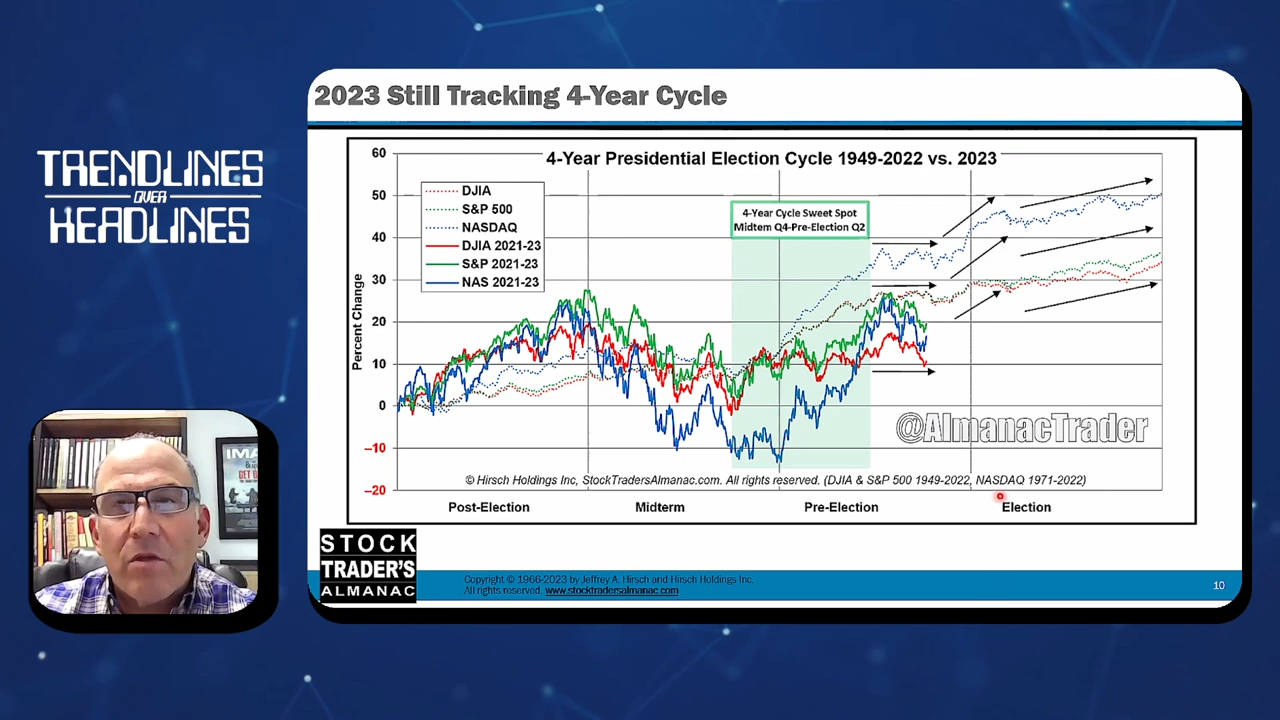 TRENDLINES
OVER
HEADLINES
2023 Still Tracking 4-Year Cycle
4-Year Presidential Election Cycle 1949-2022 vs. 2023
60
50
40
30
20
10
0
–10
–20
Percent Change
DJIA
S&P 500
NASDAQ
DJIA 2021-23
S&P 2021-23
NAS 2021-23
4-Year Cycle Sweet Spot
Midtem Q4-Pre-Election Q2
@AlmanacTrader
© Hirsch Holdings Inc, StockTradersAlmanac.com. All rights reserved. (DJIA & S&P 500 1949-2022, NASDAQ 1971-2022)
Post-Election
Midterm
Pre-Election
Election
STOCK
TRADER'S
ALMANAC
Copyright © 1966-2023 by Jeffrey A. Hirsch and Hirsch Holdings Inc.
All rights reserved. www.stocktradersalmanac.com
10
IMA